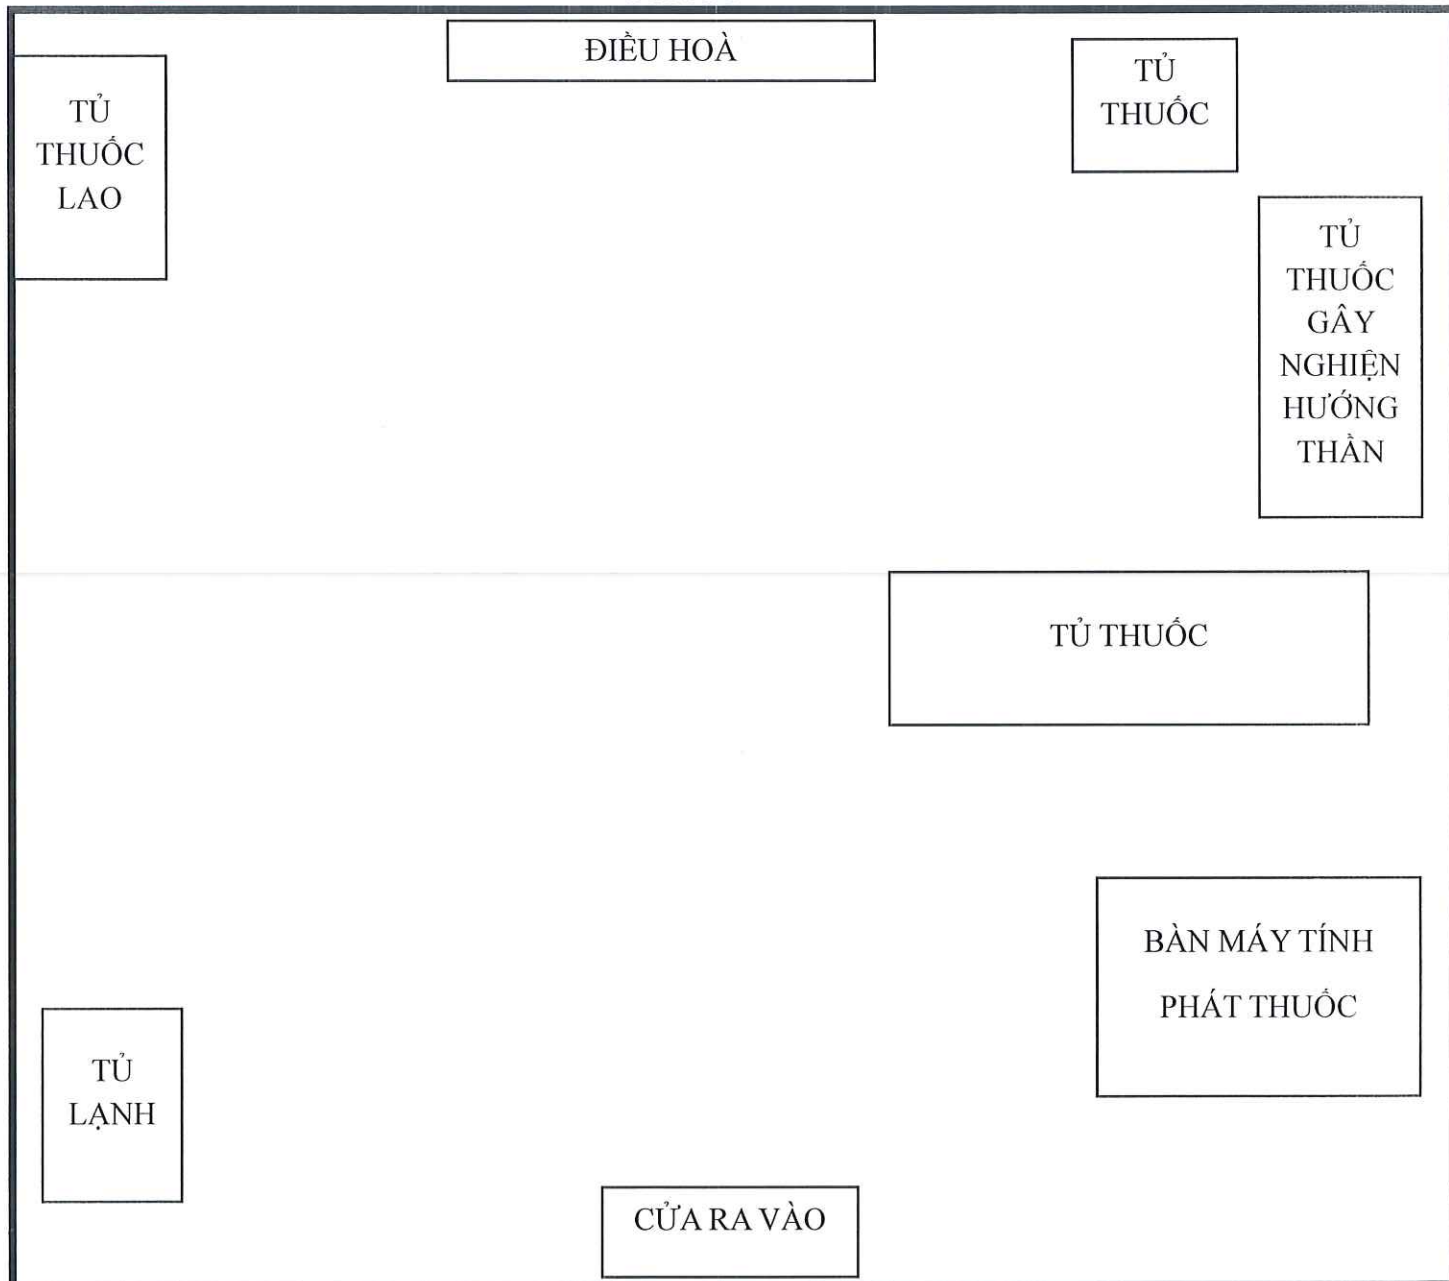 ĐIỀU HOÀ
TỦ
THUỐC
TỦ
THUỐC
LAO
TỦ
THUỐC
GÂY
NGHIỆN
HƯỚNG
THẦN
TỦ THUỐC
BÀN MÁY TÍNH
PHÁT THUỐC
TỦ
LẠNH
CỬA RA VÀO